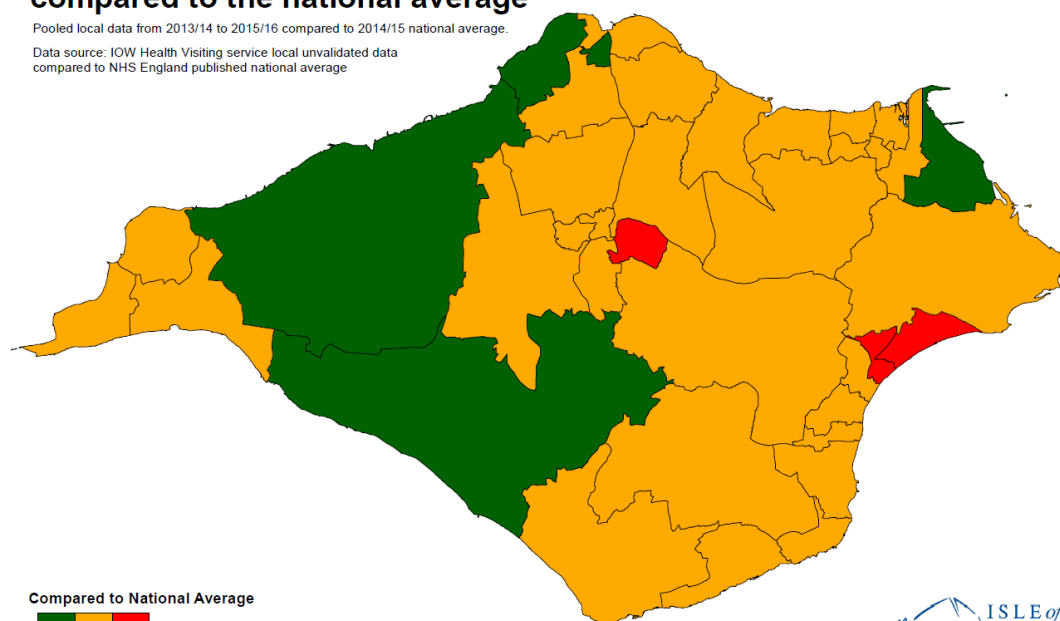 compared to the national average
Pooled local data from 2013/14 to 2015/16 compared to 2014/15 national average.
Data source: IOW Health Visiting service local unvalidated data
compared to NHS England published national average
Compared to National Average
ISLE of